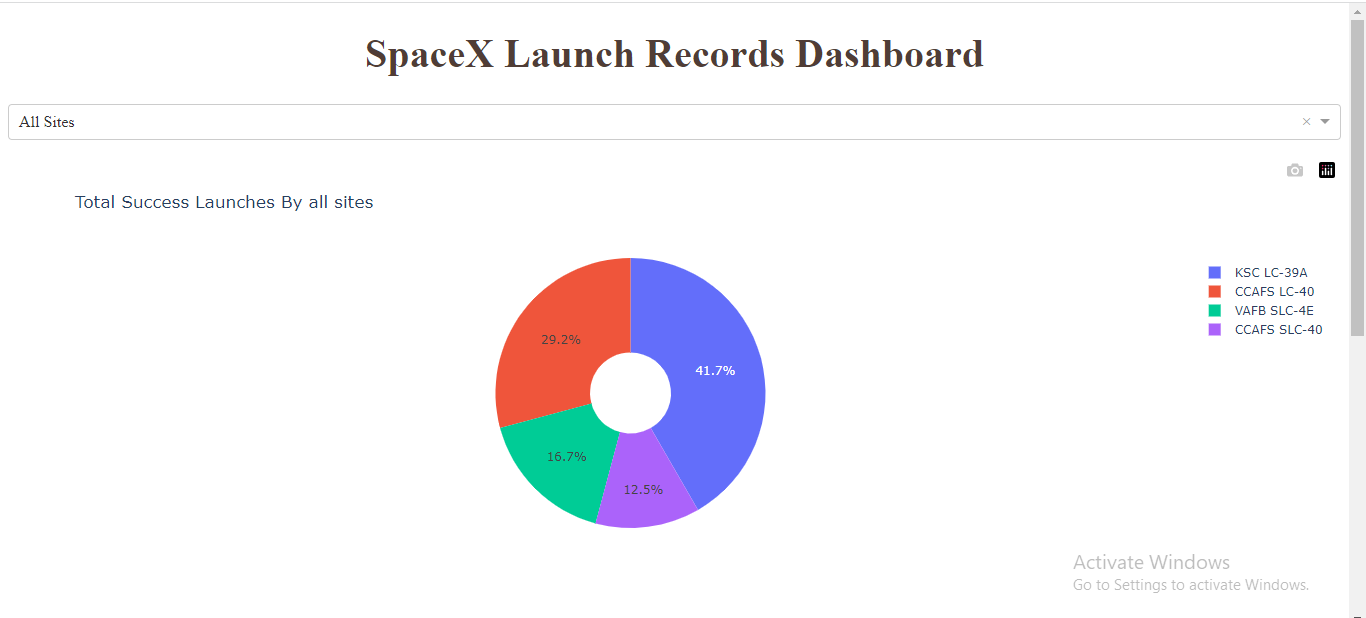 SpaceX Launch Records Dashboard
All Sites
Total Success Launches By all sites
KSC LC-39A
CCAFS LC-40
VAFB SLC-4E
CCAFS SLC-40
29.2%
41.7%
16.7%
12.5%
Activate Windows
Go to Settings to activate Windows.